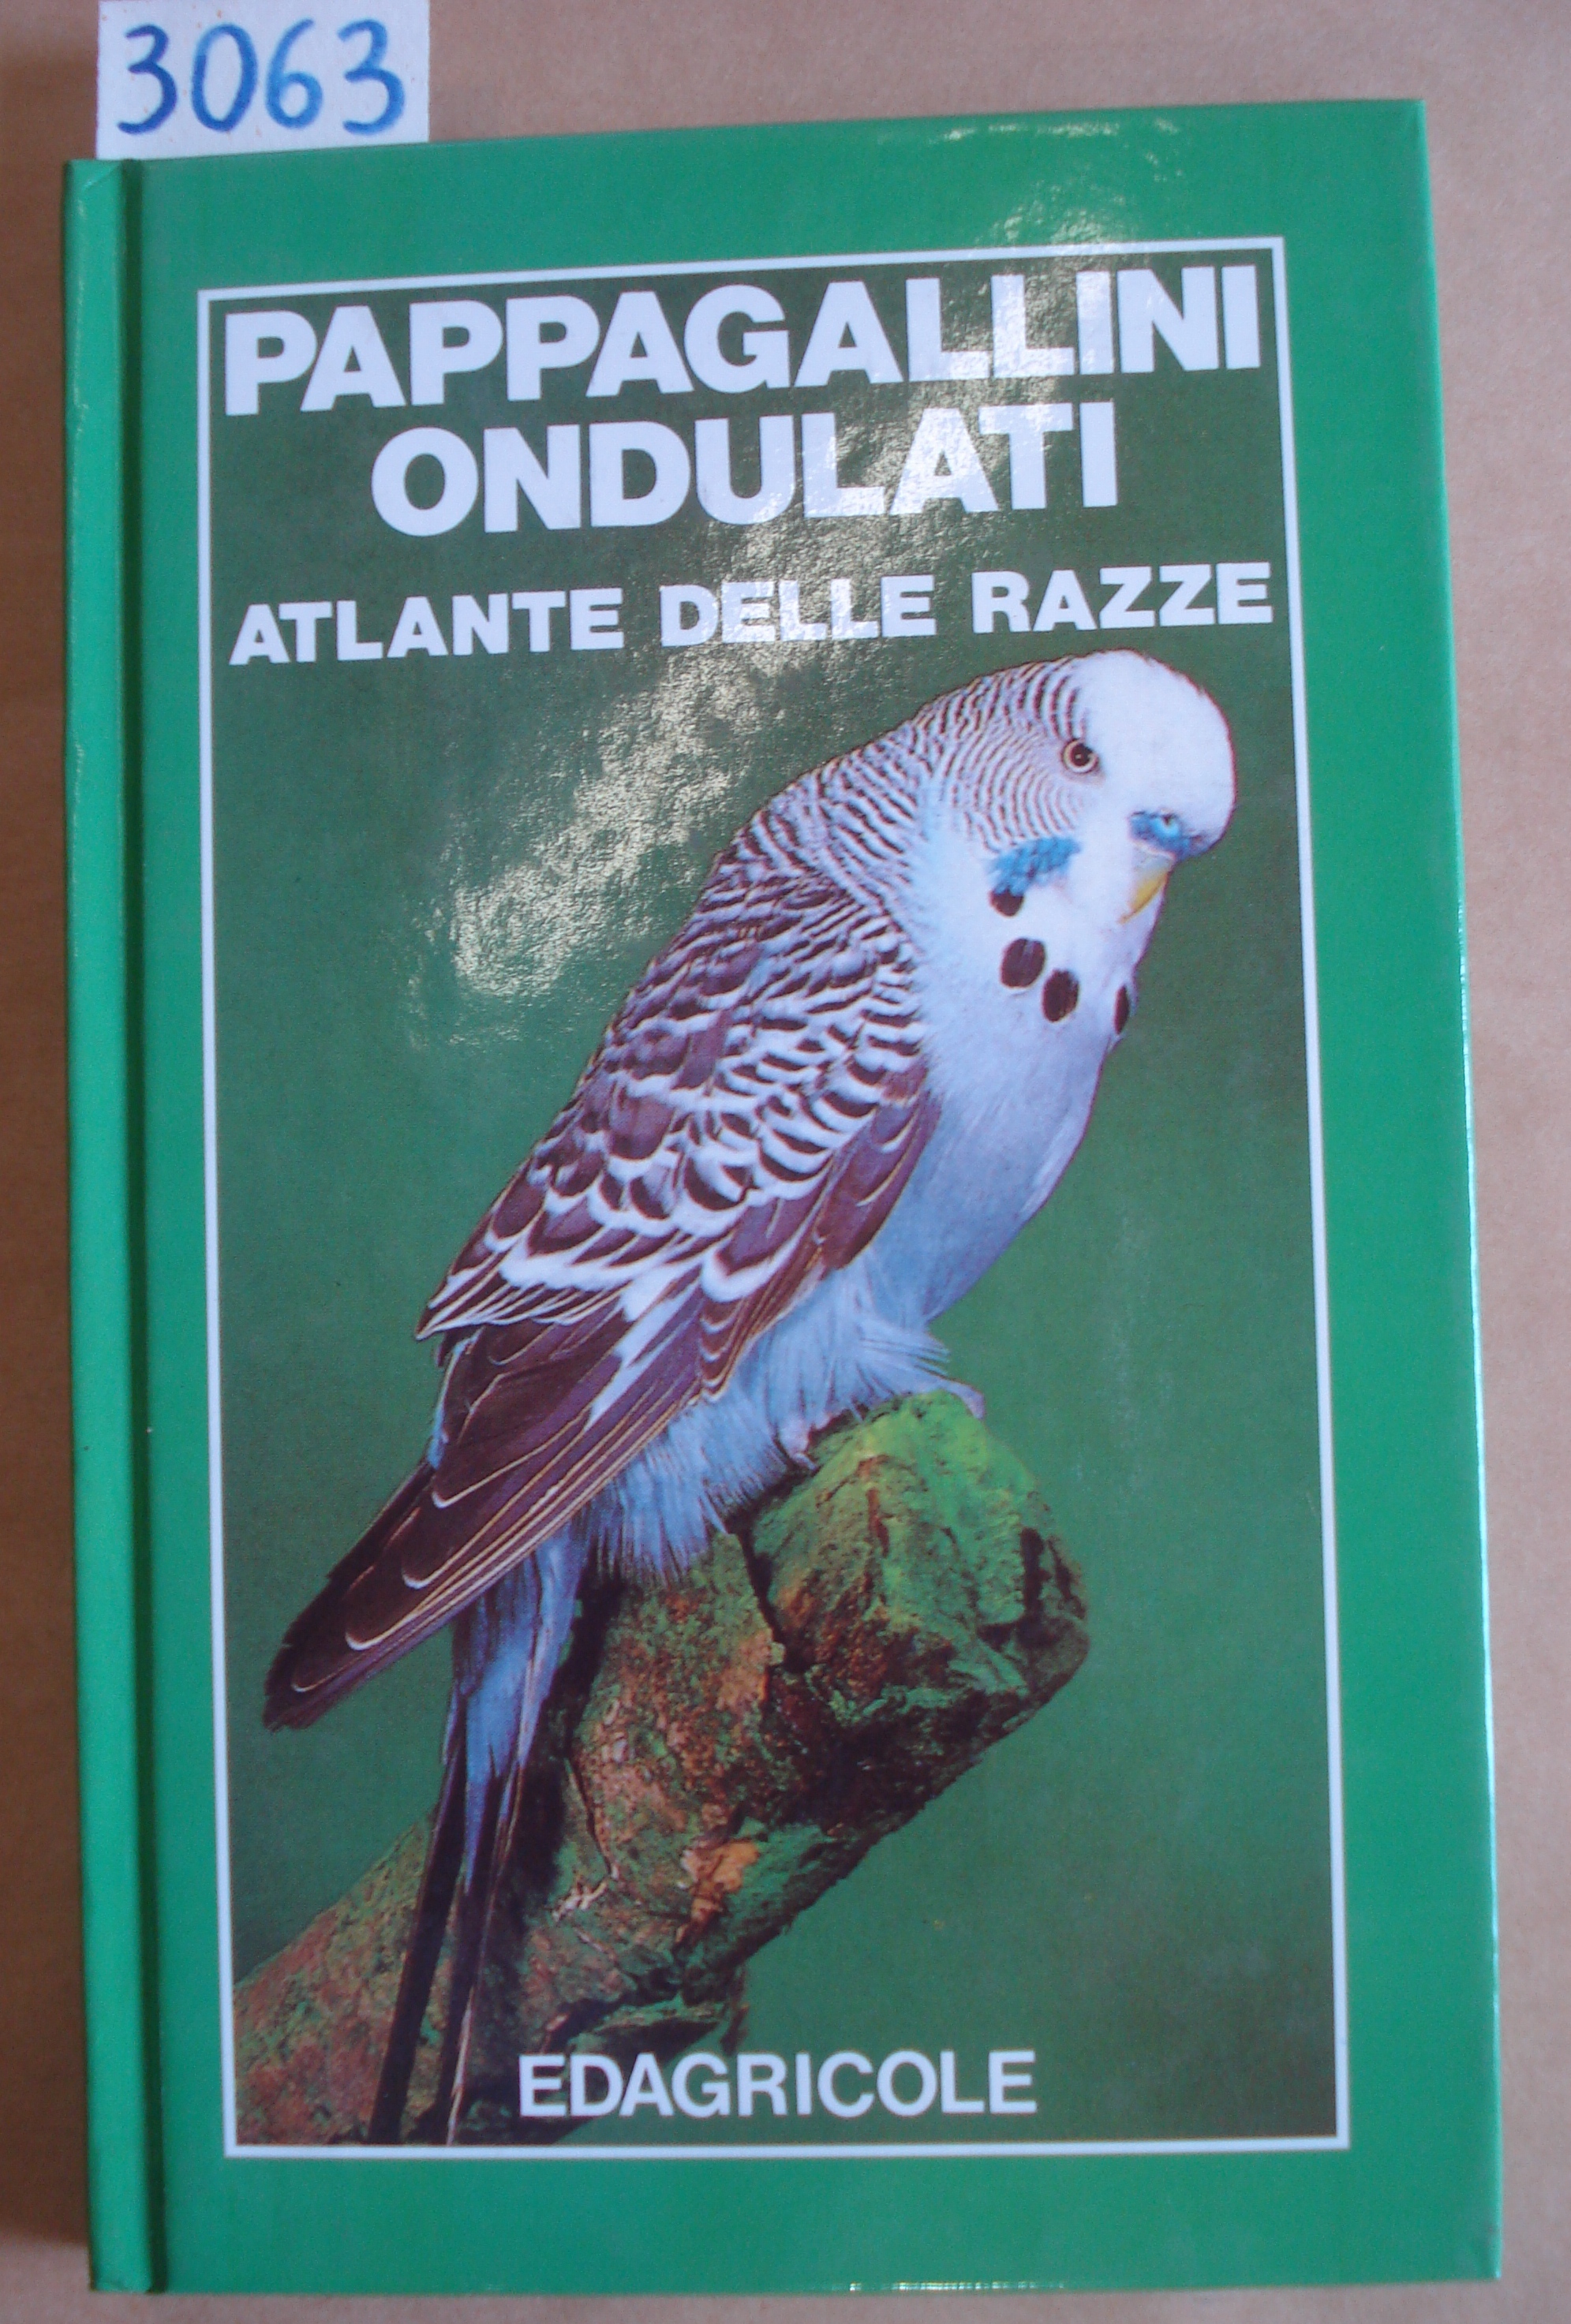 3063
PAPPAGALLINI
ONDULATI
ATLANTE DELLE RAZZE
EDAGRICOLE